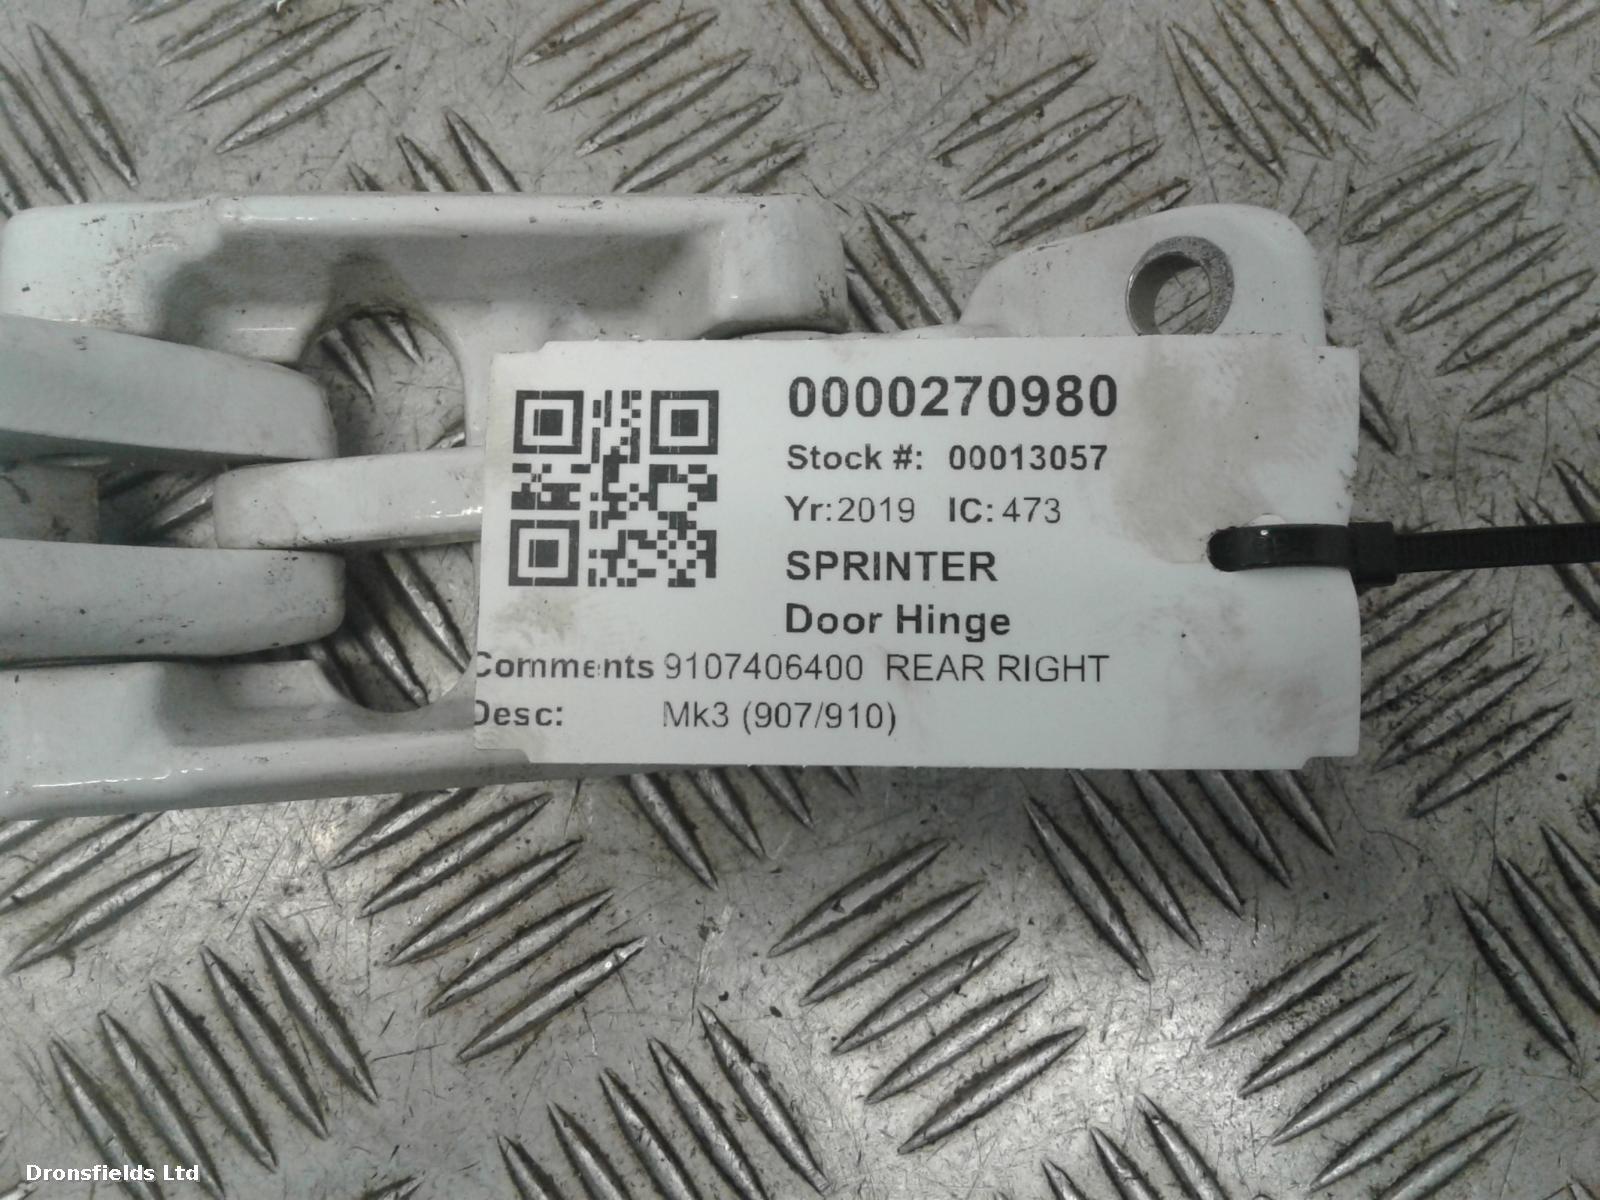 0000270980
Stock #: 00013057
Yr: 2019 IC: 473
SPRINTER
Door Hinge
Comments 9107406400 REAR RIGHT
Desc: Mk3 (907/910)
Dronsfields Ltd